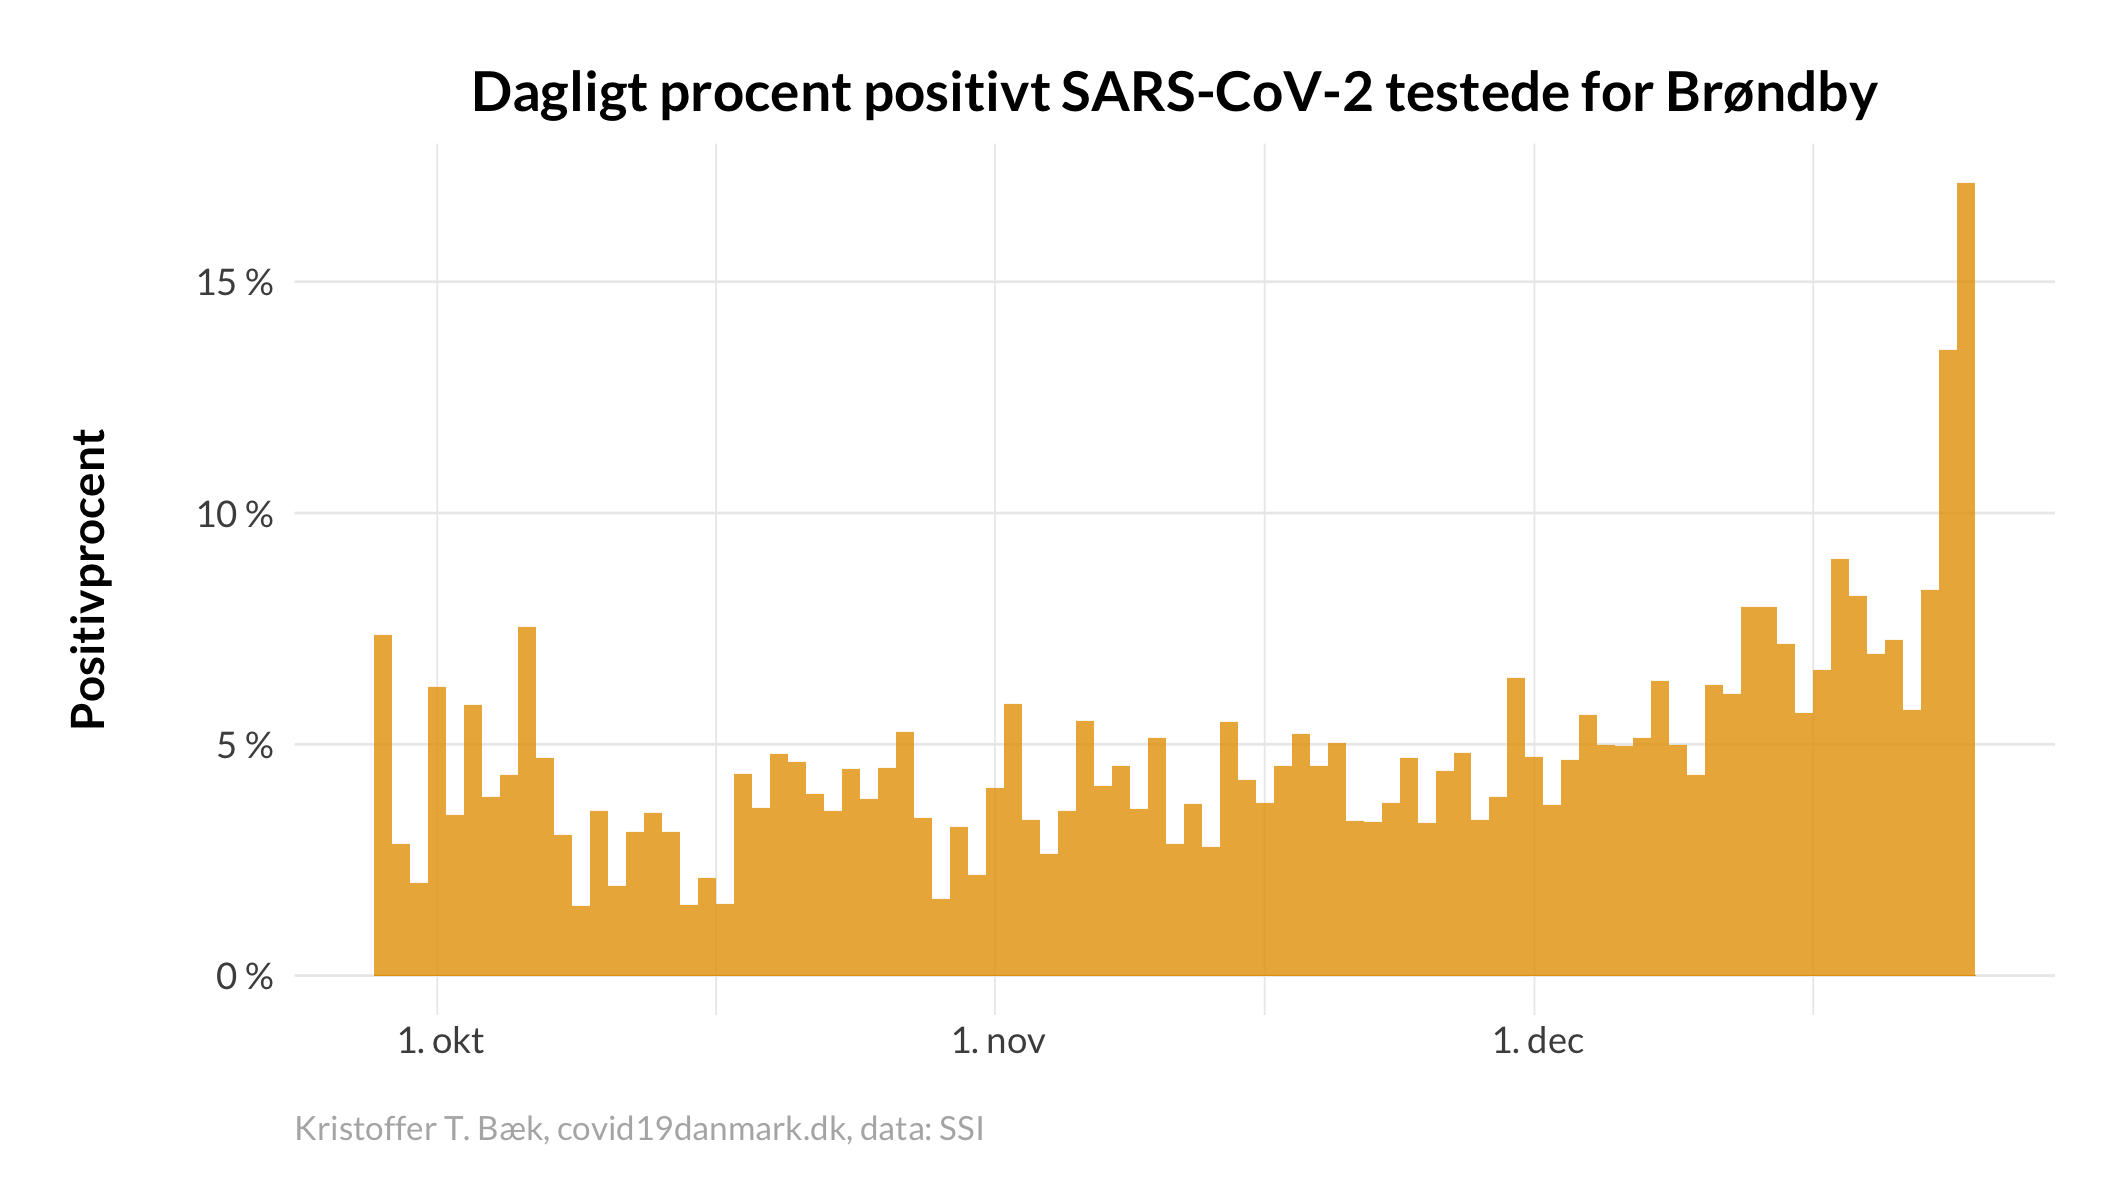 Dagligt procent positivt SARS-CoV-2 testede for Brøndby
Positivprocent
15 %
10 %
5 %
0 %
1. okt
1. nov
1. dec
Kristoffer T. Bæk, covid19danmark.dk, data: SSI